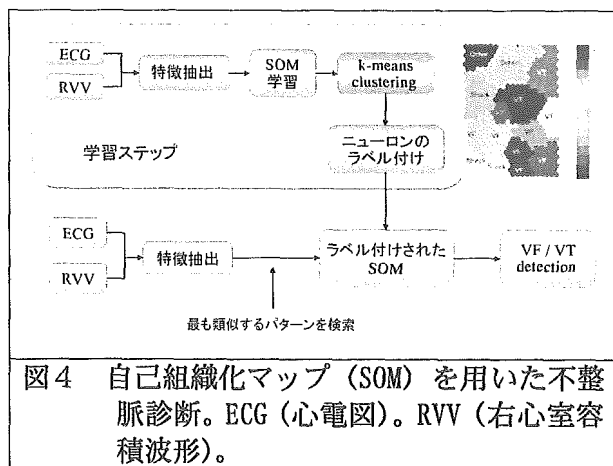 ECG
RVV
特徴抽出
SOM
学習
k-means
clustering
ニューロンの
ラベル付け
学習ステップ
ECG
RVV
特徴抽出
ラベル付けされた
SOM
VF / VT
detection
最も類似するパターンを検索
図4 自己組織化マップ (SOM) を用いた不整
脈診断。ECG (心電図)。RVV (右心室容
積波形)。